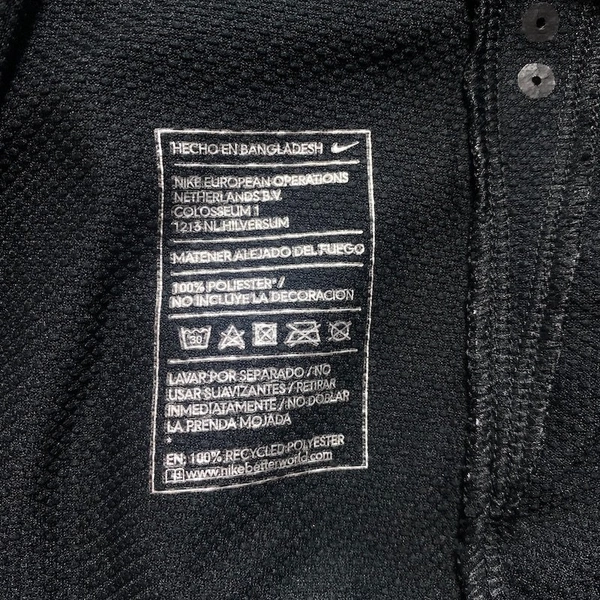 HECHO EN BANGLADESH
NIKE EUROPEAN OPERATIONS
NETHERLANDS B.V.
COLOSSEUM 1
1213 NL HILVERSUM
MATENER ALEJADO DEL FUEGO
100% POLIESTER*/
NO INCLUYE LA DECORACION
30
LAVAR POR SEPARADO / NO
USAR SUAVIZANTES / RETIRAR
INMEDIATAMENTE / NO DOBLAR
LA PRENDA MOJADA
*
EN: 100% RECYCLED POLYESTER
www.nikebetterworld.com